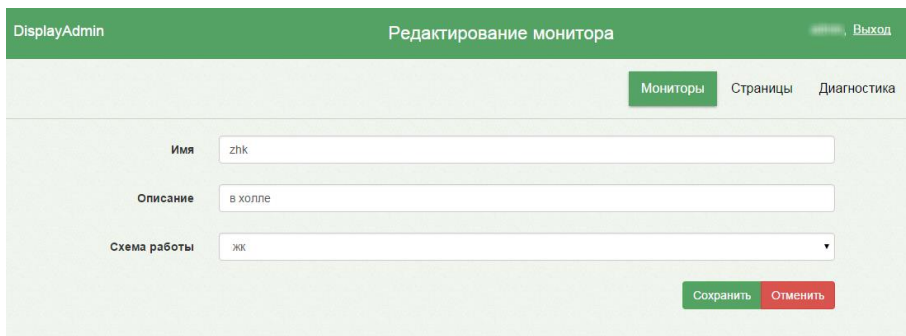 DisplayAdmin Редактирование монитора , Выход
Мониторы Страницы Диагностика
Имя zhk
Описание в холле
Схема работы жк
Сохранить Отменить